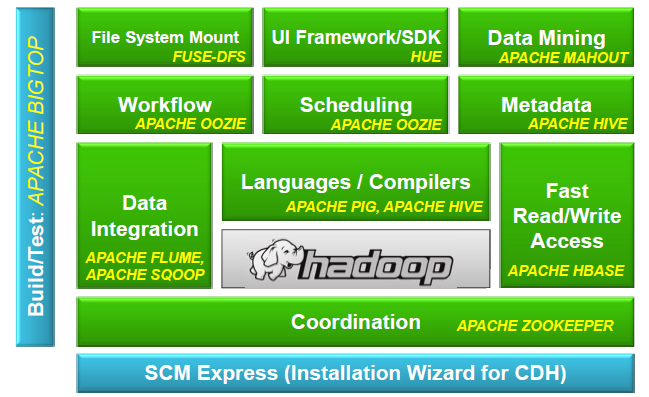 Build/Test: APACHE BIGTOP
File System Mount
FUSE-DFS
UI Framework/SDK
HUE
Data Mining
APACHE MAHOUT
Workflow
APACHE OOZIE
Scheduling
APACHE OOZIE
Metadata
APACHE HIVE
Data
Integration
APACHE FLUME,
APACHE SQOOP
Languages / Compilers
APACHE PIG, APACHE HIVE
hadoop
Fast
Read/Write
Access
APACHE HBASE
Coordination APACHE ZOOKEEPER
SCM Express (Installation Wizard for CDH)